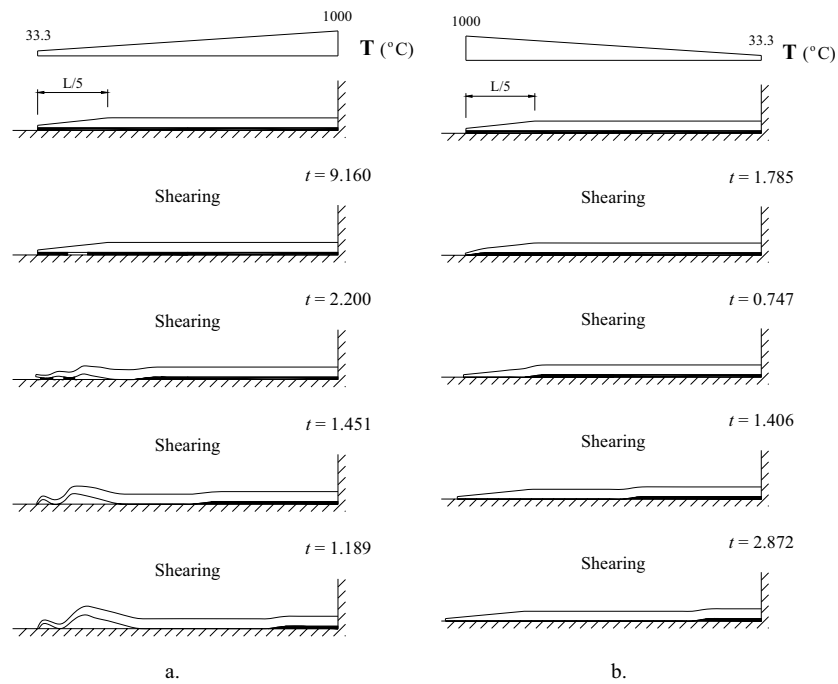 1000
33.3
T (°C)
L/5
t = 9.160
Shearing
t = 2.200
Shearing
t = 1.451
Shearing
t = 1.189
Shearing
a.
1000
33.3
T (°C)
L/5
t = 1.785
Shearing
t = 0.747
Shearing
t = 1.406
Shearing
t = 2.872
Shearing
b.